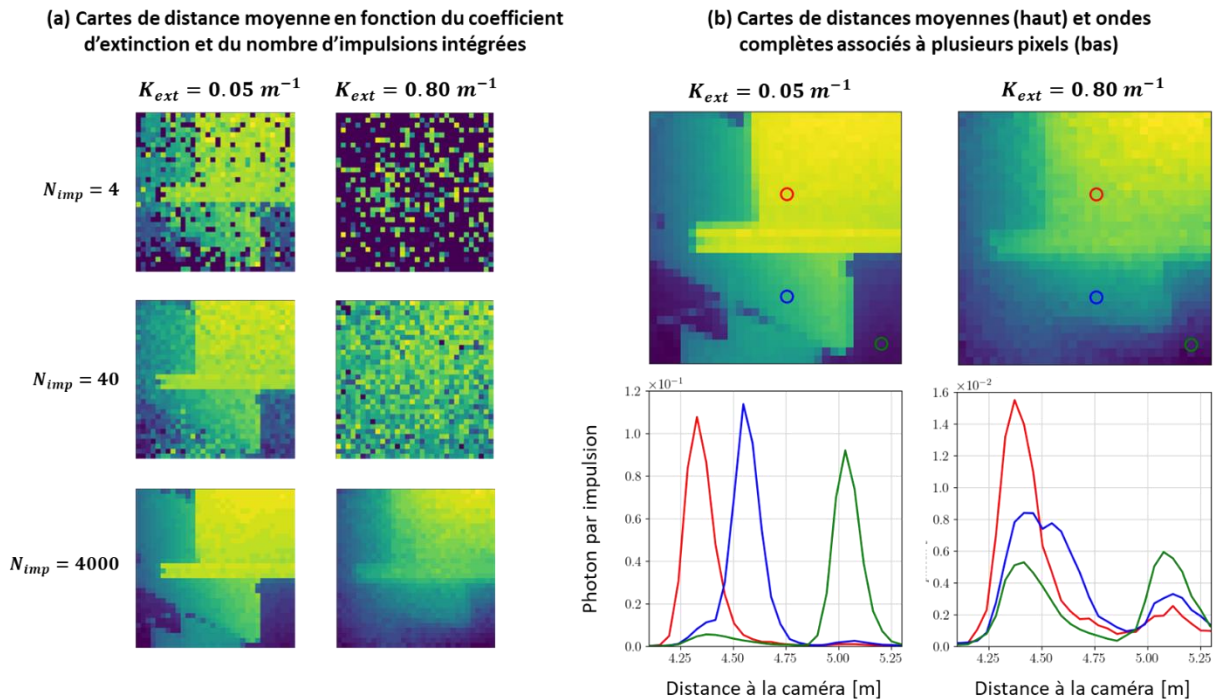 (a) Cartes de distance moyenne en fonction du coefficient
d'extinction et du nombre d'impulsions intégrées
K_ext = 0.05 m⁻¹ K_ext = 0.80 m⁻¹
N_imp = 4
N_imp = 40
N_imp = 4000
(b) Cartes de distances moyennes (haut) et ondes
complètes associés à plusieurs pixels (bas)
K_ext = 0.05 m⁻¹ K_ext = 0.80 m⁻¹
×10⁻¹
1.2
1.0
0.8
0.6
0.4
0.2
0.0
Photon par impulsion
4.25 4.50 4.75 5.00 5.25
Distance à la caméra [m]
×10⁻²
1.6
1.4
1.2
1.0
0.8
0.6
0.4
0.2
0.0
4.25 4.50 4.75 5.00 5.25
Distance à la caméra [m]